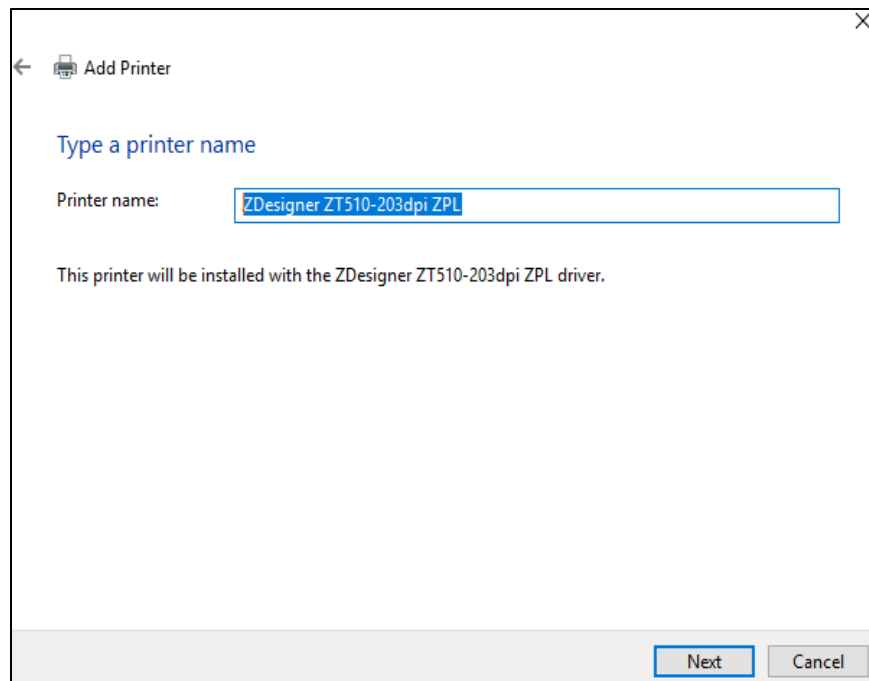 Add Printer
Type a printer name
Printer name: ZDesigner ZT510-203dpi ZPL
This printer will be installed with the ZDesigner ZT510-203dpi ZPL driver.
Next Cancel